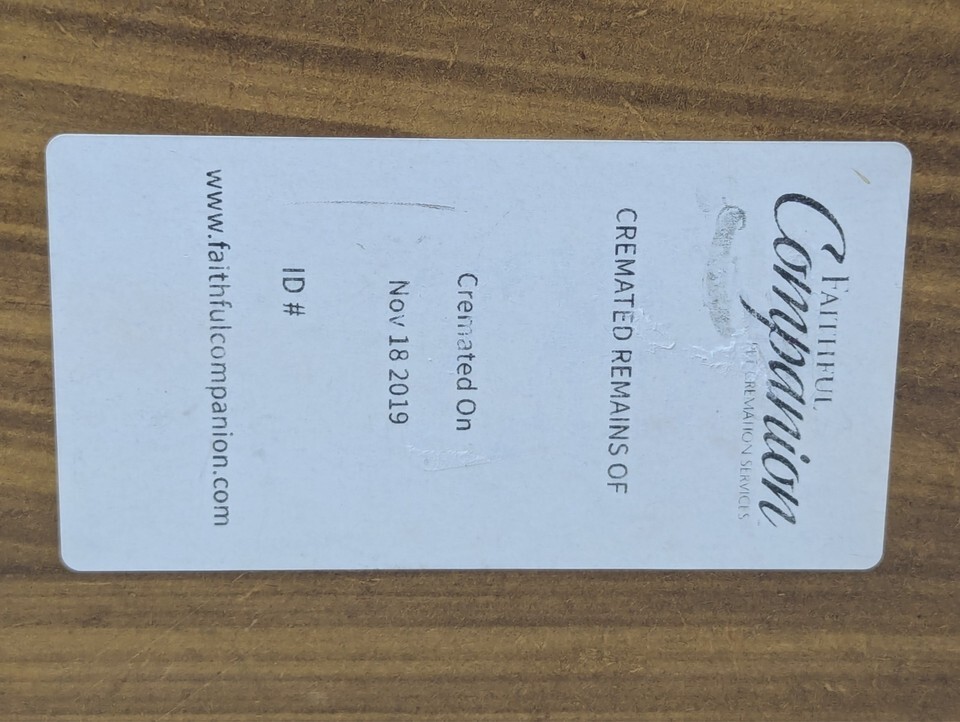 FAITHFUL
Companion
PET CREMATION SERVICES
CREMATED REMAINS OF
Cremated On
Nov 18 2019
ID #
www.faithfulcompanion.com